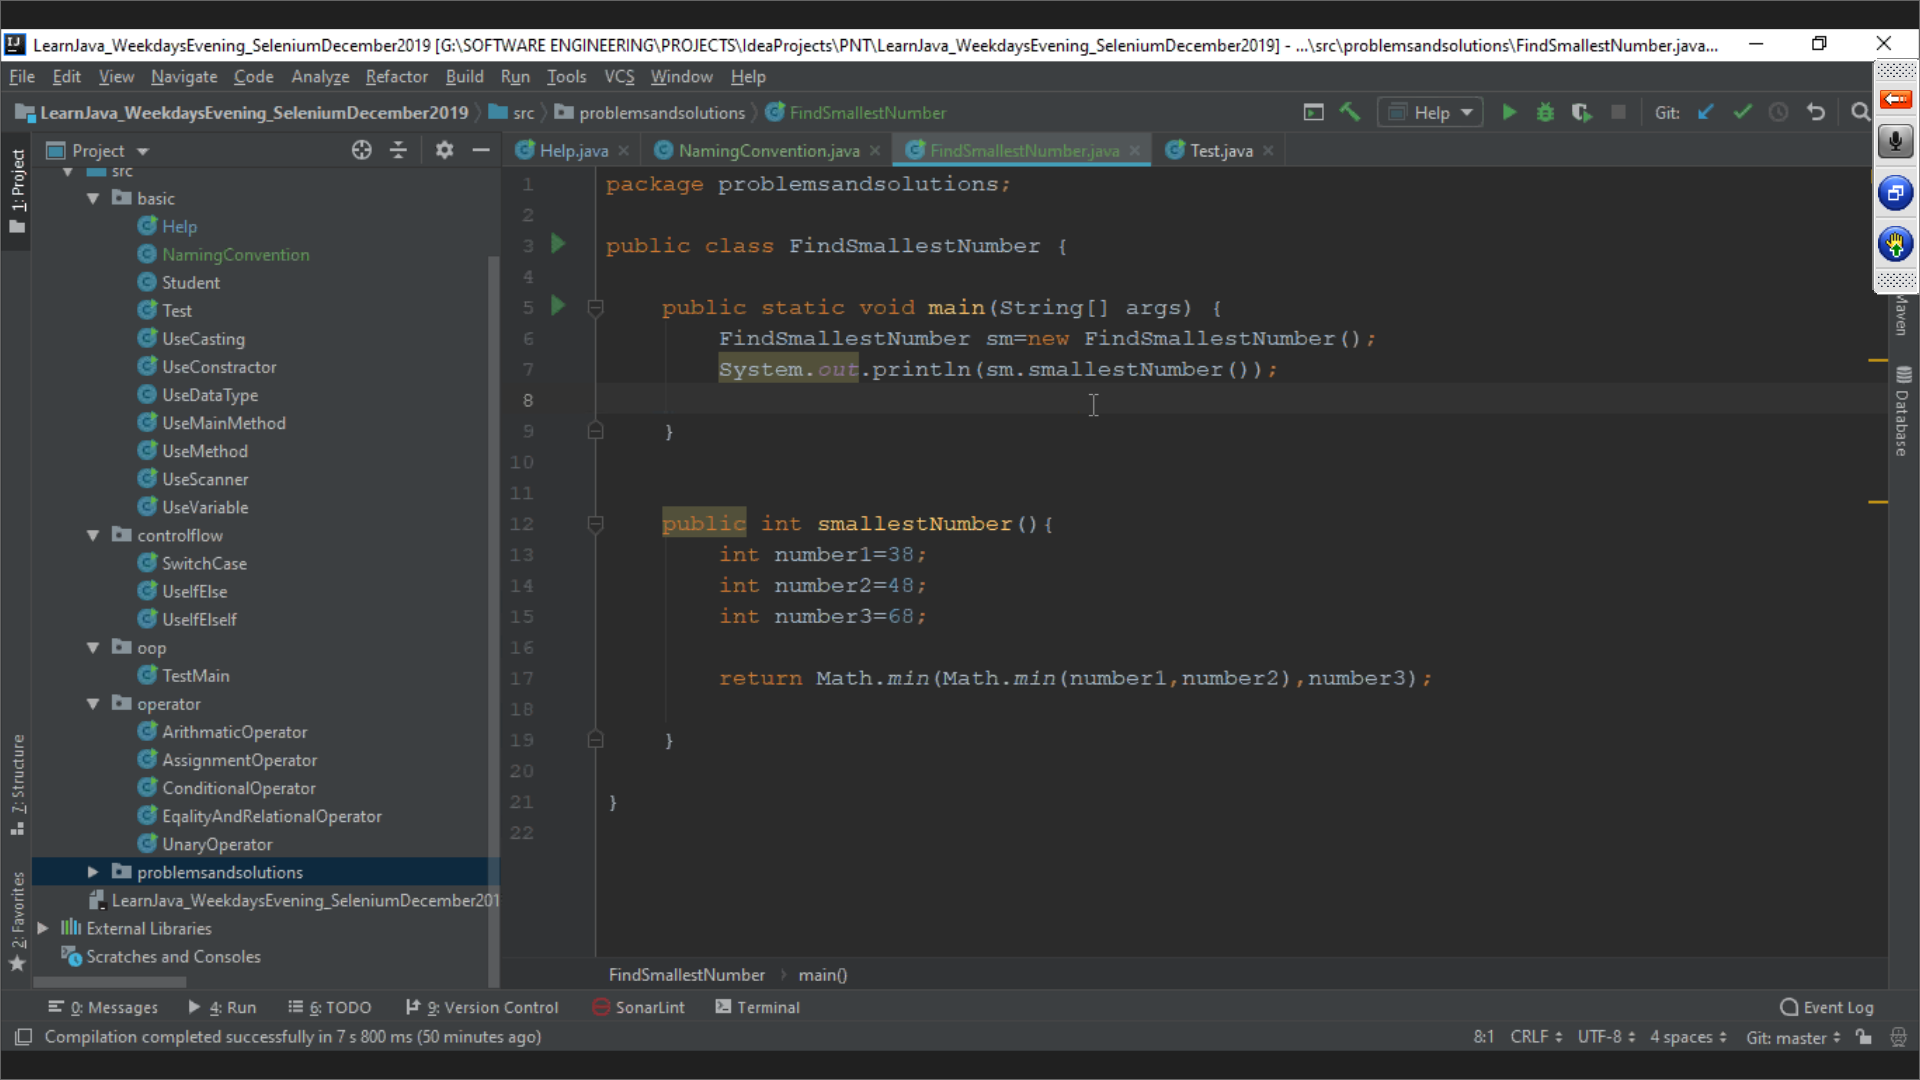 LearnJava_WeekdaysEvening_SeleniumDecember2019 [G:\SOFTWARE ENGINEERING\PROJECTS\IdeaProjects\PNT\LearnJava_WeekdaysEvening_SeleniumDecember2019] - ...\src\problemsandsolutions\FindSmallestNumber.java...
File Edit View Navigate Code Analyze Refactor Build Run Tools VCS Window Help
LearnJava_WeekdaysEvening_SeleniumDecember2019 src problemsandsolutions FindSmallestNumber Help Git:
Project Help.java NamingConvention.java FindSmallestNumber.java Test.java
1: Project
src
basic
Help
NamingConvention
Student
Test
UseCasting
UseConstractor
UseDataType
UseMainMethod
UseMethod
UseScanner
UseVariable
controlflow
SwitchCase
UseIfElse
UseIfElseIf
oop
TestMain
operator
ArithmaticOperator
AssignmentOperator
ConditionalOperator
EqalityAndRelationalOperator
UnaryOperator
problemsandsolutions
LearnJava_WeekdaysEvening_SeleniumDecember201
External Libraries
Scratches and Consoles
7: Structure
2: Favorites
1 package problemsandsolutions;
2
3 public class FindSmallestNumber {
4
5 public static void main(String[] args) {
6 FindSmallestNumber sm=new FindSmallestNumber();
7 System.out.println(sm.smallestNumber());
8
9 }
10
11
12 public int smallestNumber(){
13 int number1=38;
14 int number2=48;
15 int number3=68;
16
17 return Math.min(Math.min(number1,number2),number3);
18
19 }
20
21 }
22
Maven
Database
FindSmallestNumber main()
0: Messages 4: Run 6: TODO 9: Version Control SonarLint Terminal Event Log
Compilation completed successfully in 7 s 800 ms (50 minutes ago) 8:1 CRLF UTF-8 4 spaces Git: master